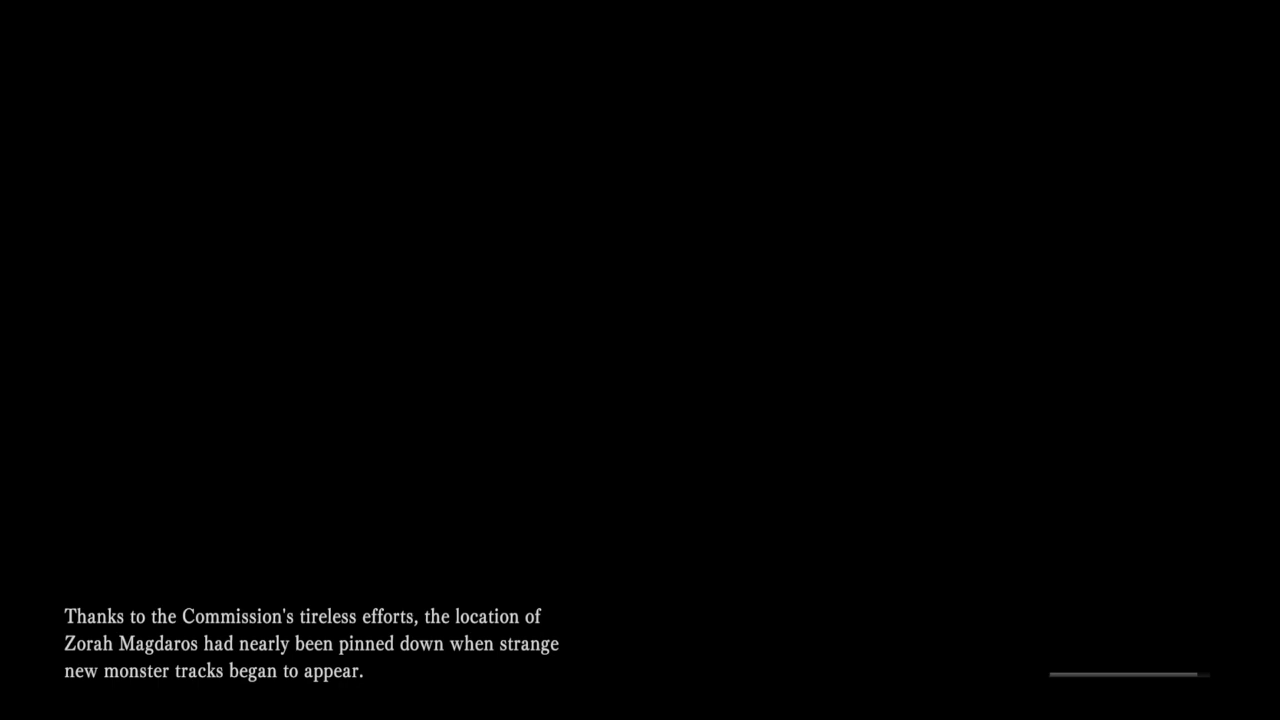 Thanks to the Commission's tireless efforts, the location of
Zorah Magdaros had nearly been pinned down when strange
new monster tracks began to appear.